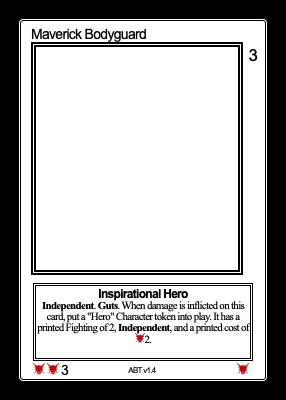 Maverick Bodyguard
3
Inspirational Hero
Independent. Guts. When damage is inflicted on this
card, put a "Hero" Character token into play. It has a
printed Fighting of 2, Independent, and a printed cost of
2.
3
ABT v1.4